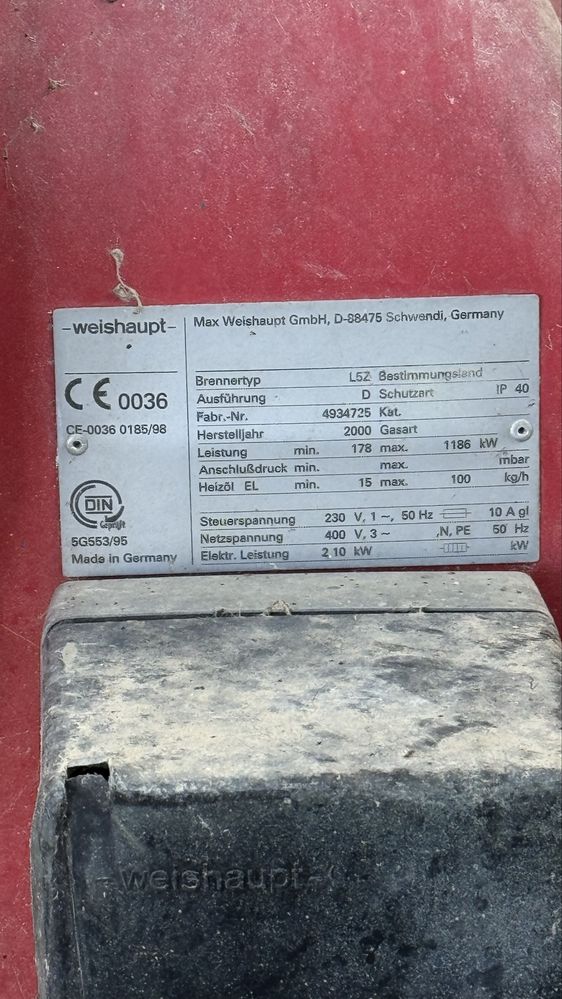 -weishaupt-
CE 0036
CE-0036 0185/98
DIN
Geprüft
5G553/95
Made in Germany
Max Weishaupt GmbH, D-88475 Schwendi, Germany
Brennertyp L5Z Bestimmungsland
Ausführung D Schutzart IP 40
Fabr.-Nr. 4934725 Kat.
Herstelljahr 2000 Gasart
Leistung min. 178 max. 1186 kW
Anschlußdruck min. max. mbar
Heizöl EL min. 15 max. 100 kg/h
Steuerspannung 230 V, 1 ~, 50 Hz 10 A gl
Netzspannung 400 V, 3 ~ ,N, PE 50 Hz
Elektr. Leistung 2 10 kW kW
-weishaupt-